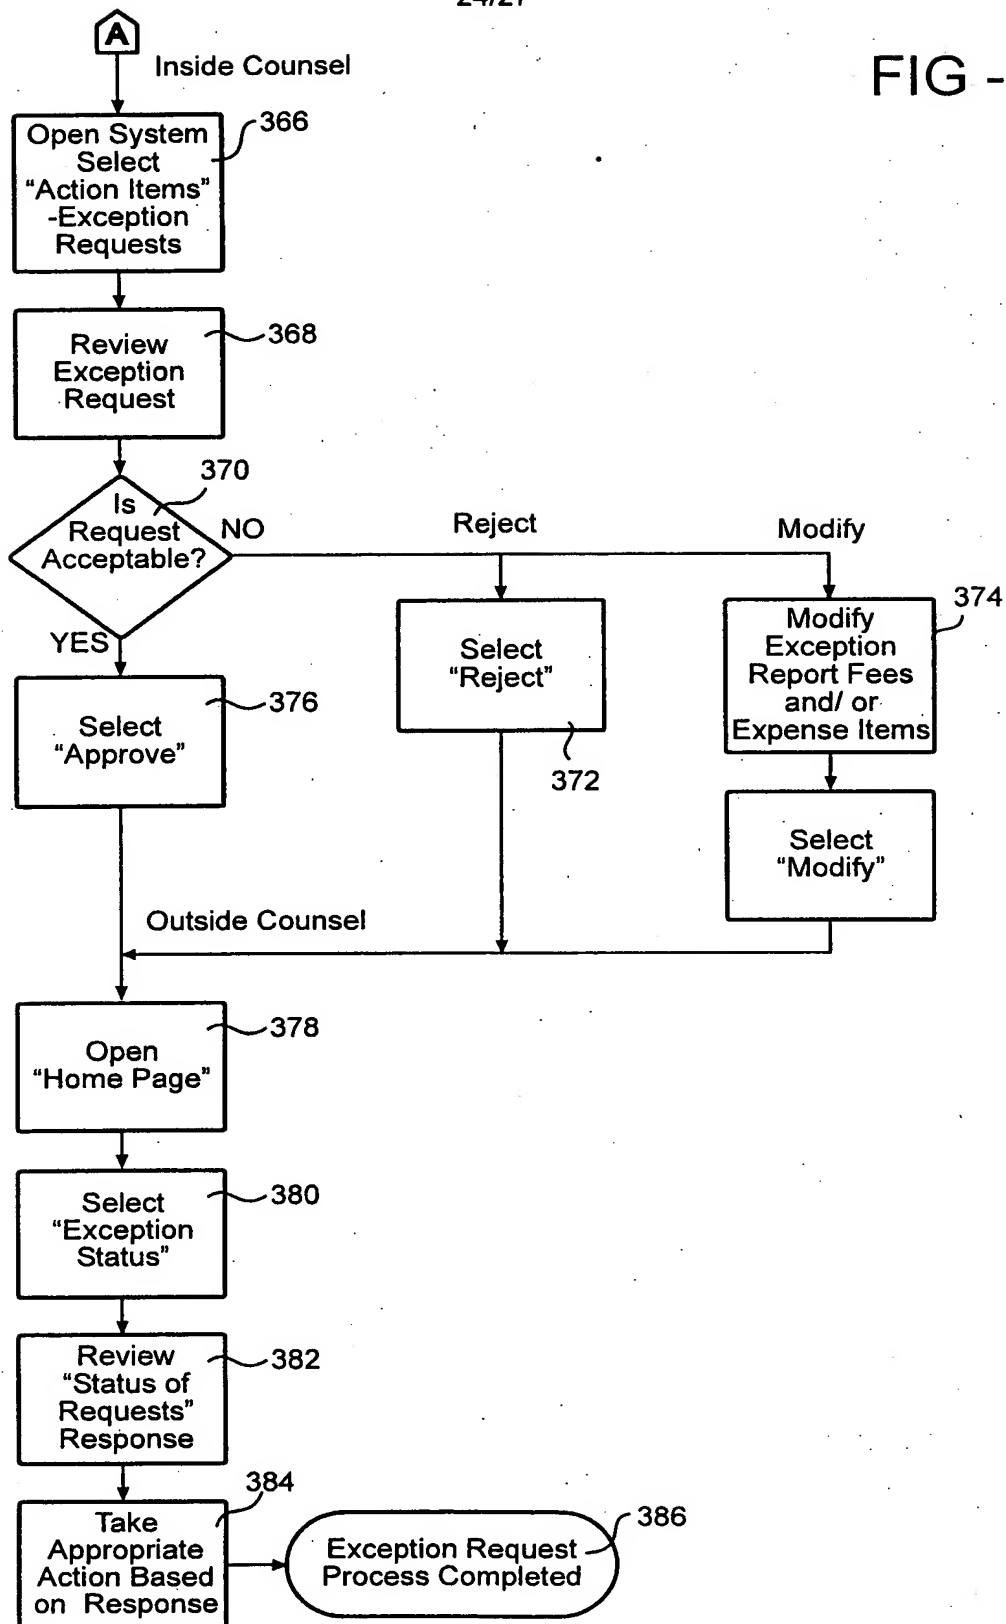 24/27
A
Inside Counsel
FIG -
Open System
Select
“Action Items”
-Exception
Requests
366
Review
Exception
Request
368
Is
Request
Acceptable?
370
NO
YES
Reject
Modify
Select
“Approve”
376
Select
“Reject”
372
Modify
Exception
Report Fees
and/ or
Expense Items
374
Select
“Modify”
Outside Counsel
Open
“Home Page”
378
Select
“Exception
Status”
380
Review
“Status of
Requests”
Response
382
Take
Appropriate
Action Based
on Response
384
Exception Request
Process Completed
386